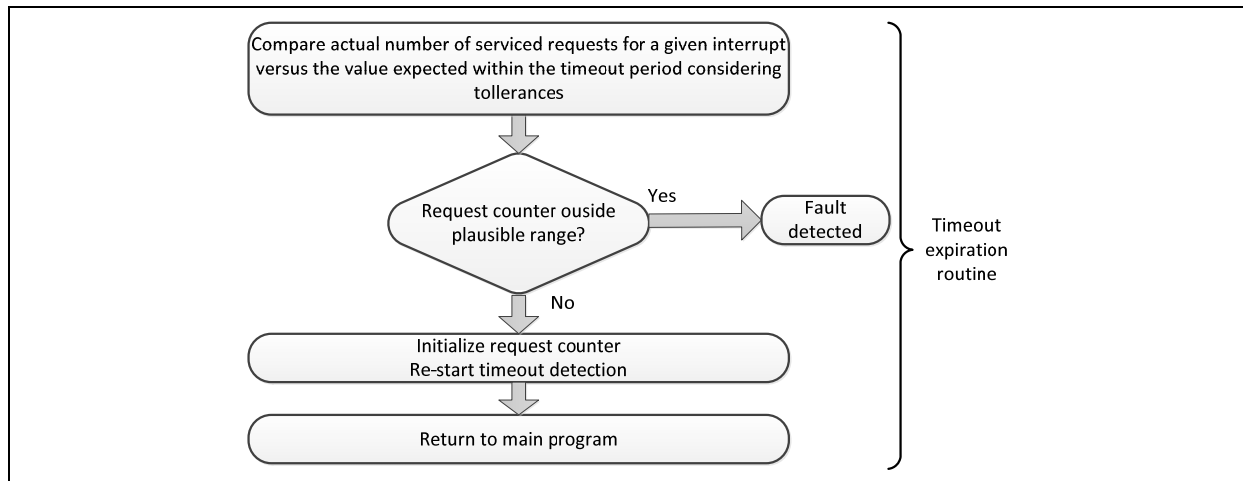 Compare actual number of serviced requests for a given interrupt
versus the value expected within the timeout period considering
tollerances
Request counter ouside
plausible range?
Yes
Fault
detected
Timeout
expiration
routine
No
Initialize request counter
Re-start timeout detection
Return to main program